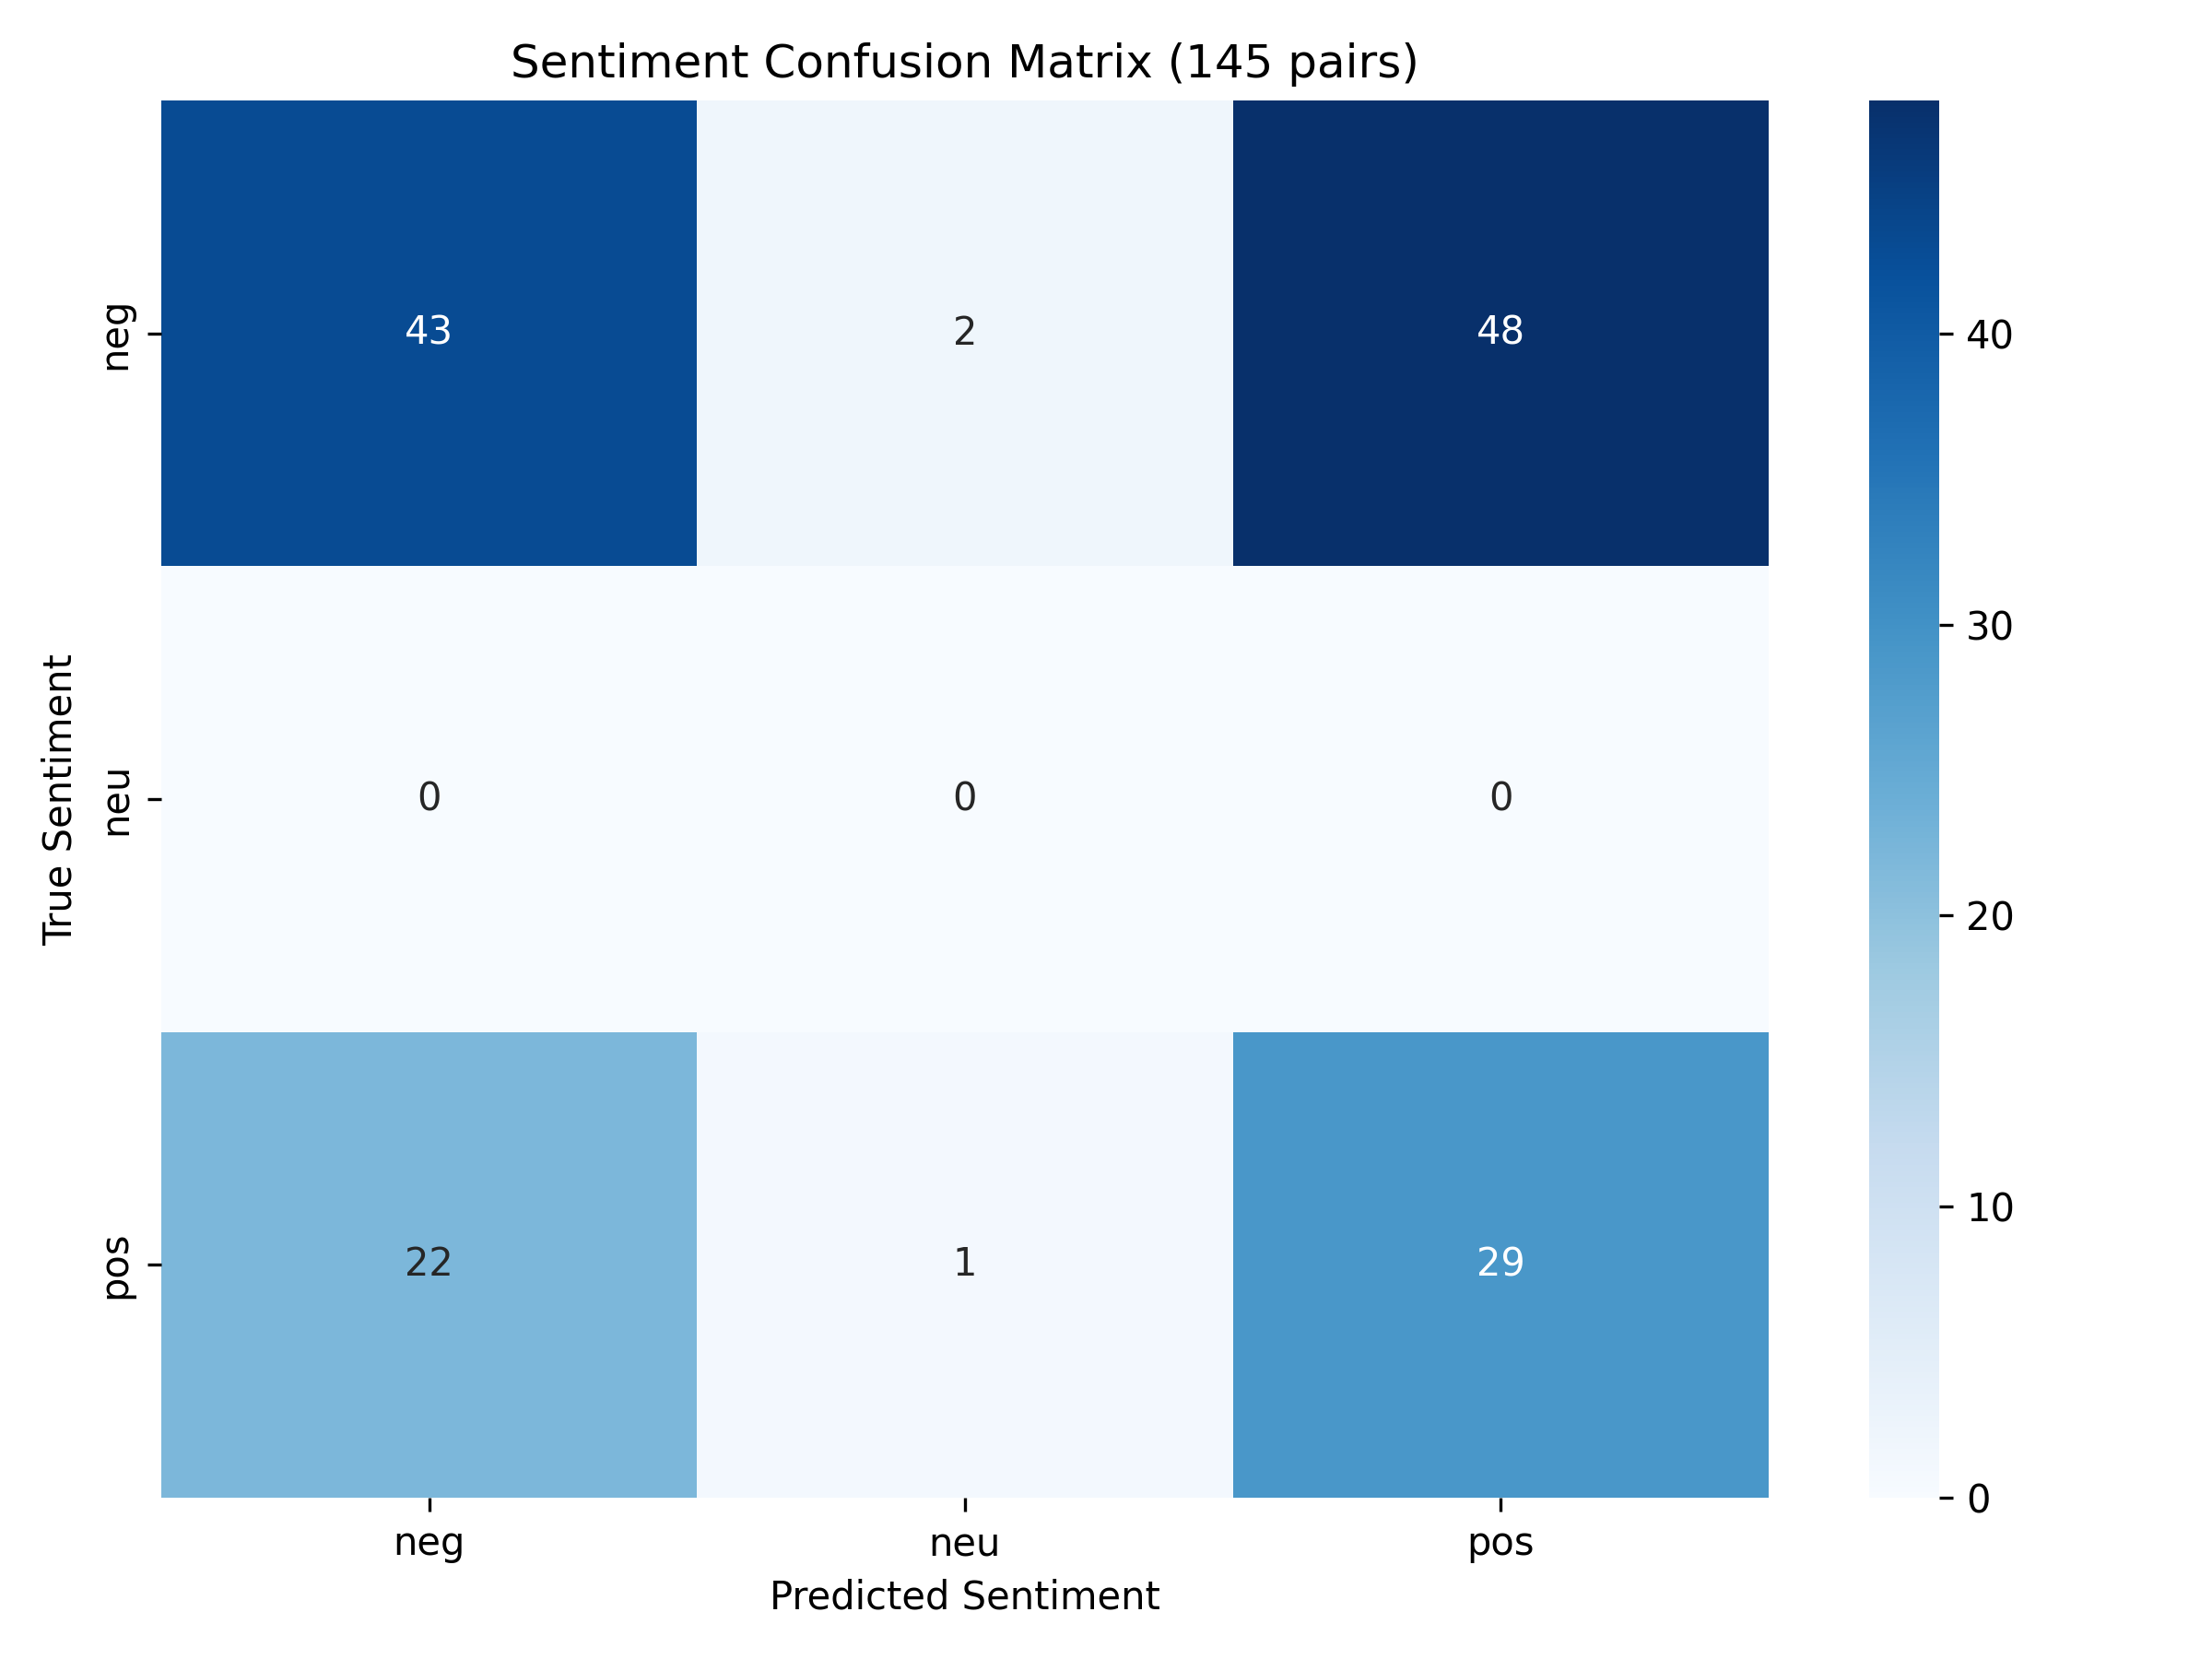 Sentiment Confusion Matrix (145 pairs)
True Sentiment
neg
43
2
48
neu
0
0
0
pos
22
1
29
neg
neu
pos
Predicted Sentiment
40
30
20
10
0